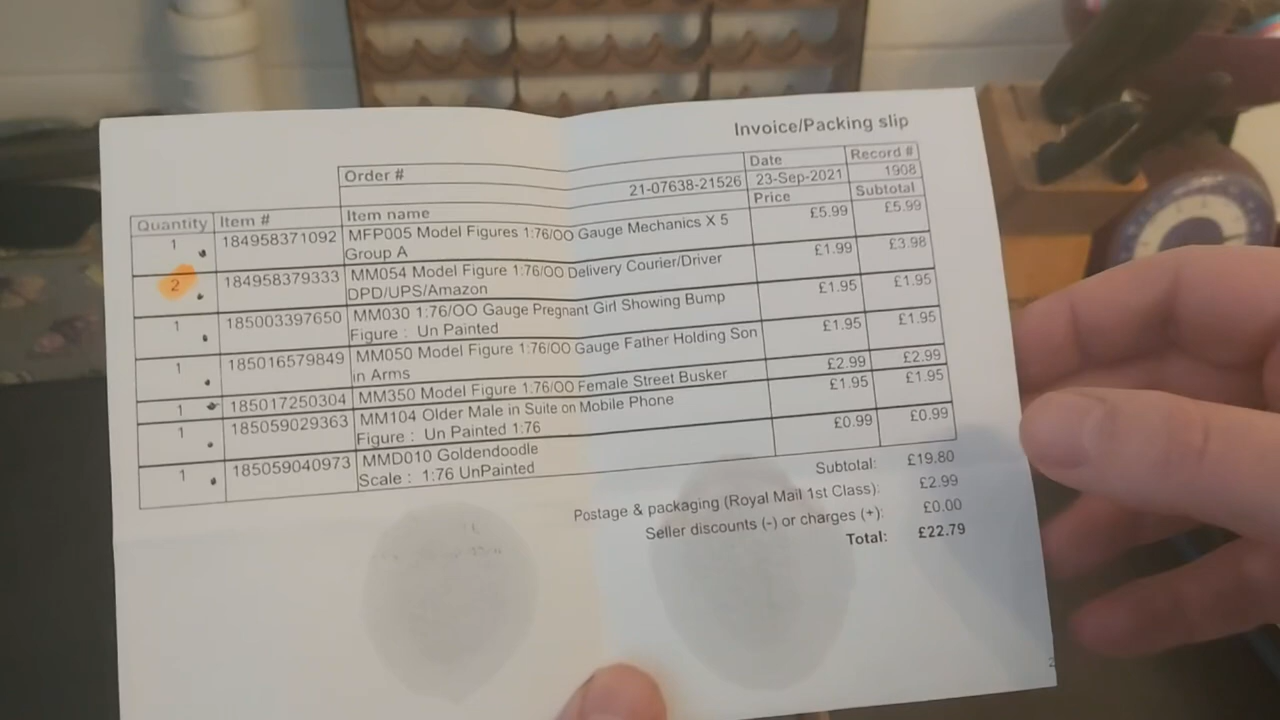 Invoice/Packing slip
Order # Date Record #
21-07638-21526 23-Sep-2021 1908
Quantity Item # Item name Price Subtotal
1 184958371092 MFP005 Model Figures 1:76/OO Gauge Mechanics X 5 £5.99 £5.99
Group A
2 184958379333 MM054 Model Figure 1:76/OO Delivery Courier/Driver £1.99 £3.98
DPD/UPS/Amazon
1 185003397650 MM030 1:76/OO Gauge Pregnant Girl Showing Bump £1.95 £1.95
Figure : Un Painted
1 185016579849 MM050 Model Figure 1:76/OO Gauge Father Holding Son £1.95 £1.95
in Arms
1 185017250304 MM350 Model Figure 1:76/OO Female Street Busker £2.99 £2.99
1 185059029363 MM104 Older Male in Suite on Mobile Phone £1.95 £1.95
Figure : Un Painted 1:76
1 185059040973 MMD010 Goldendoodle £0.99 £0.99
Scale : 1:76 UnPainted
Subtotal: £19.80
Postage & packaging (Royal Mail 1st Class): £2.99
Seller discounts (-) or charges (+): £0.00
Total: £22.79
2